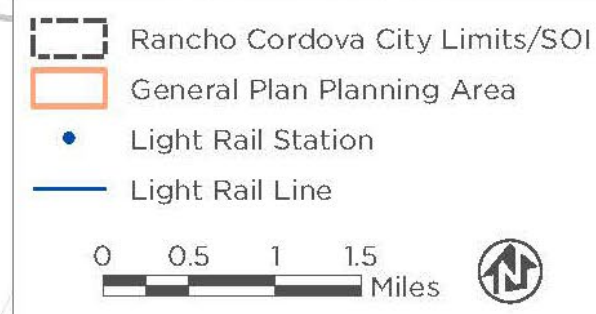 Rancho Cordova City Limits/SOI
General Plan Planning Area
Light Rail Station
Light Rail Line
0 0.5 1 1.5
Miles
N